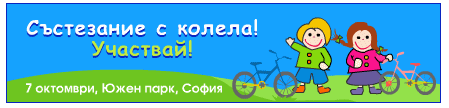 Състезание с колела!
Участвай!
7 октомври, Южен парк, София